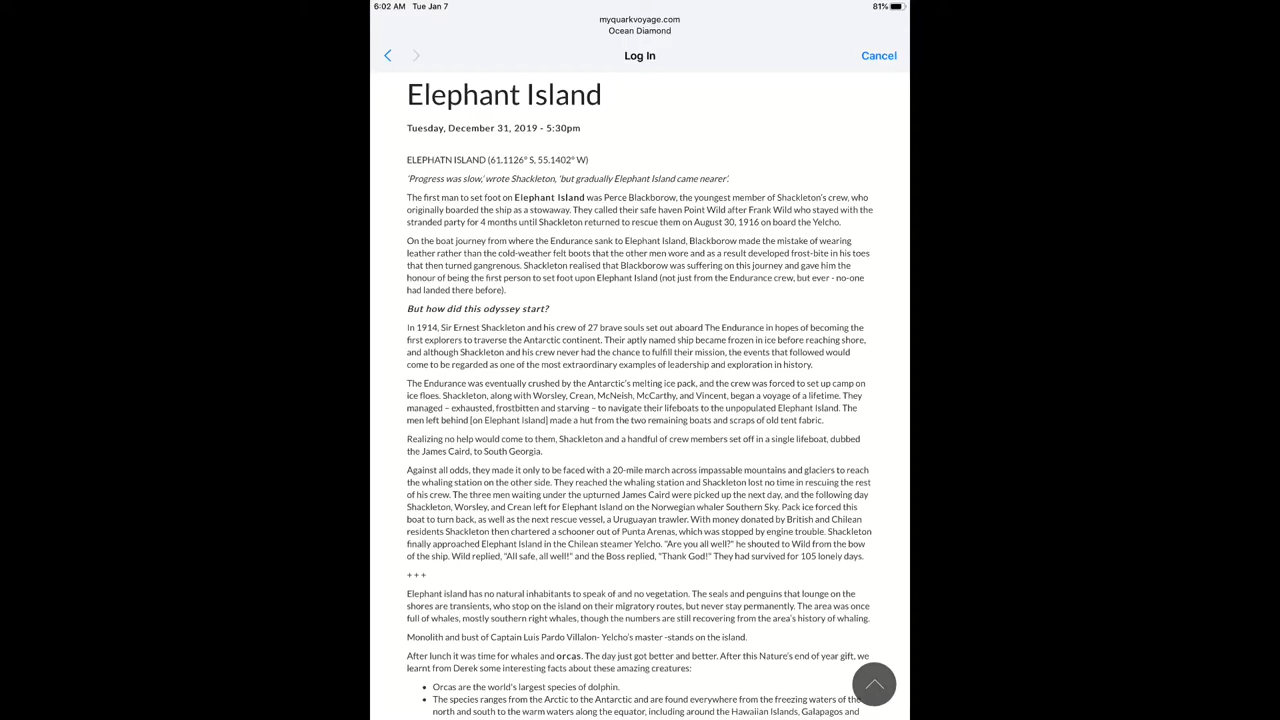 6:02 AM Tue Jan 7
81%
myquarkvoyage.com
Ocean Diamond
Log In
Cancel
Elephant Island
Tuesday, December 31, 2019 - 5:30pm
ELEPHATN ISLAND (61.1126° S, 55.1402° W)
‘Progress was slow,’ wrote Shackleton, ‘but gradually Elephant Island came nearer’.
The first man to set foot on Elephant Island was Perce Blackborow, the youngest member of Shackleton’s crew, who
originally boarded the ship as a stowaway. They called their safe haven Point Wild after Frank Wild who stayed with the
stranded party for 4 months until Shackleton returned to rescue them on August 30, 1916 on board the Yelcho.
On the boat journey from where the Endurance sank to Elephant Island, Blackborow made the mistake of wearing
leather rather than the cold-weather felt boots that the other men wore and as a result developed frost-bite in his toes
that then turned gangrenous. Shackleton realised that Blackborow was suffering on this journey and gave him the
honour of being the first person to set foot upon Elephant Island (not just from the Endurance crew, but ever - no-one
had landed there before).
But how did this odyssey start?
In 1914, Sir Ernest Shackleton and his crew of 27 brave souls set out aboard The Endurance in hopes of becoming the
first explorers to traverse the Antarctic continent. Their aptly named ship became frozen in ice before reaching shore,
and although Shackleton and his crew never had the chance to fulfill their mission, the events that followed would
come to be regarded as one of the most extraordinary examples of leadership and exploration in history.
The Endurance was eventually crushed by the Antarctic’s melting ice pack, and the crew was forced to set up camp on
ice floes. Shackleton, along with Worsley, Crean, McNeish, McCarthy, and Vincent, began a voyage of a lifetime. They
managed – exhausted, frostbitten and starving – to navigate their lifeboats to the unpopulated Elephant Island. The
men left behind [on Elephant Island] made a hut from the two remaining boats and scraps of old tent fabric.
Realizing no help would come to them, Shackleton and a handful of crew members set off in a single lifeboat, dubbed
the James Caird, to South Georgia.
Against all odds, they made it only to be faced with a 20-mile march across impassable mountains and glaciers to reach
the whaling station on the other side. They reached the whaling station and Shackleton lost no time in rescuing the rest
of his crew. The three men waiting under the upturned James Caird were picked up the next day, and the following day
Shackleton, Worsley, and Crean left for Elephant Island on the Norwegian whaler Southern Sky. Pack ice forced this
boat to turn back, as well as the next rescue vessel, a Uruguayan trawler. With money donated by British and Chilean
residents Shackleton then chartered a schooner out of Punta Arenas, which was stopped by engine trouble. Shackleton
finally approached Elephant Island in the Chilean steamer Yelcho. "Are you all well?" he shouted to Wild from the bow
of the ship. Wild replied, "All safe, all well!" and the Boss replied, "Thank God!" They had survived for 105 lonely days.
+ + +
Elephant island has no natural inhabitants to speak of and no vegetation. The seals and penguins that lounge on the
shores are transients, who stop on the island on their migratory routes, but never stay permanently. The area was once
full of whales, mostly southern right whales, though the numbers are still recovering from the area’s history of whaling.
Monolith and bust of Captain Luis Pardo Villalon- Yelcho’s master -stands on the island.
After lunch it was time for whales and orcas. The day just got better and better. After this Nature’s end of year gift, we
learnt from Derek some interesting facts about these amazing creatures:
• Orcas are the world’s largest species of dolphin.
• The species ranges from the Arctic to the Antarctic and are found everywhere from the freezing waters of the
north and south to the warm waters along the equator, including around the Hawaiian Islands, Galapagos and